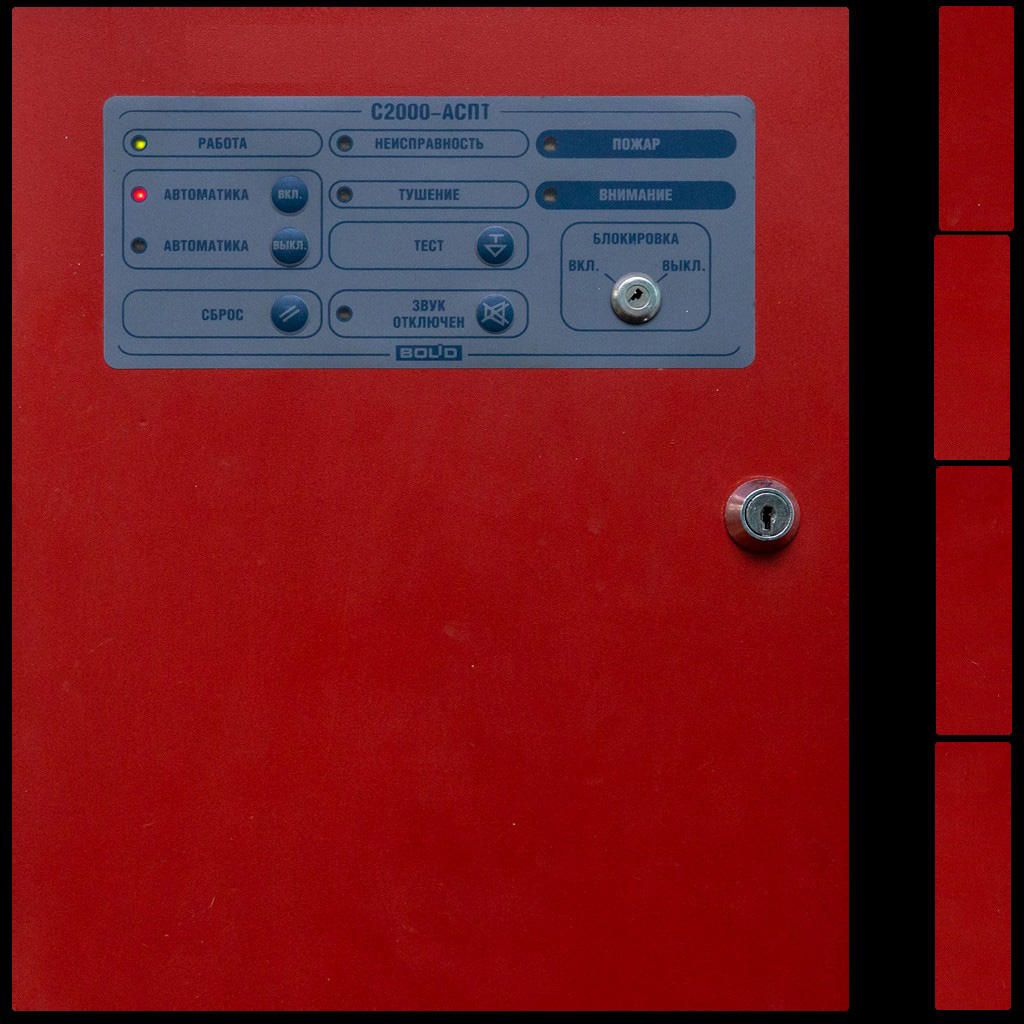 С2000-АСПТ
РАБОТА
НЕИСПРАВНОСТЬ
ПОЖАР
АВТОМАТИКА ВКЛ.
ТУШЕНИЕ
ВНИМАНИЕ
АВТОМАТИКА ВЫКЛ.
ТЕСТ
БЛОКИРОВКА
ВКЛ. ВЫКЛ.
СБРОС
ЗВУК
ОТКЛЮЧЕН
BOLID